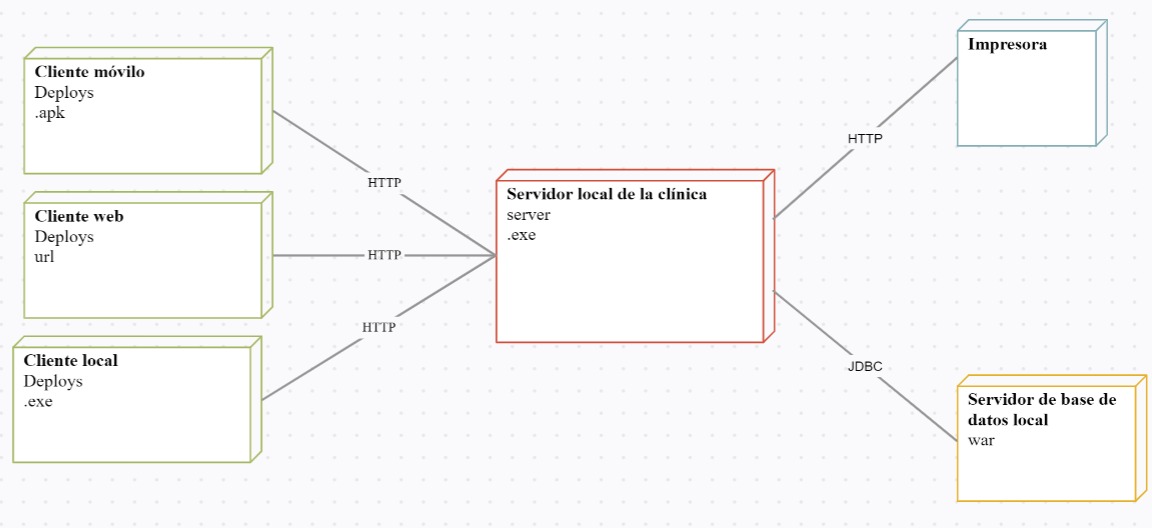 Cliente móvilo
Deploys
.apk
HTTP
Cliente web
Deploys
url
HTTP
Cliente local
Deploys
.exe
HTTP
Servidor local de la clínica
server
.exe
HTTP
Impresora
JDBC
Servidor de base de
datos local
war